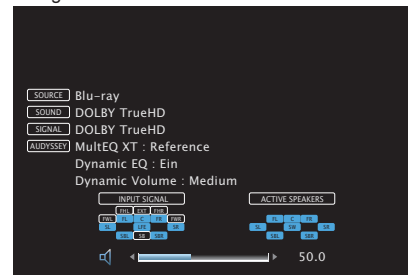 SOURCE Blu-ray
SOUND DOLBY TrueHD
SIGNAL DOLBY TrueHD
AUDYSSEY MultEQ XT : Reference
Dynamic EQ : Ein
Dynamic Volume : Medium
INPUT SIGNAL ACTIVE SPEAKERS
FHL EXT FHR
FWL FL C FR FWR FL C FR
SL LFE SR SL SW SR
SBL SB SBR SBL SBR
50.0